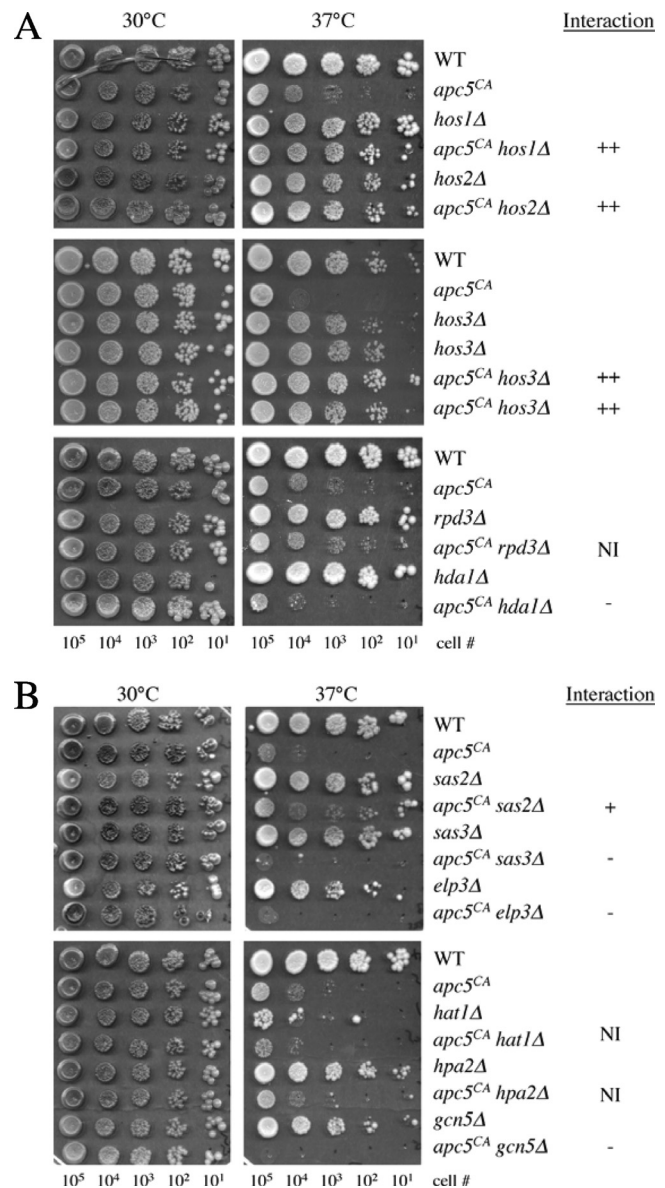 A
30°C 37°C Interaction
WT
apc5ᶜᴬ
hos1Δ
apc5ᶜᴬ hos1Δ ++
hos2Δ
apc5ᶜᴬ hos2Δ ++
WT
apc5ᶜᴬ
hos3Δ
hos3Δ
apc5ᶜᴬ hos3Δ ++
apc5ᶜᴬ hos3Δ ++
WT
apc5ᶜᴬ
rpd3Δ
apc5ᶜᴬ rpd3Δ NI
hda1Δ
apc5ᶜᴬ hda1Δ -
10⁵ 10⁴ 10³ 10² 10¹ 10⁵ 10⁴ 10³ 10² 10¹ cell #
B
30°C 37°C Interaction
WT
apc5ᶜᴬ
sas2Δ
apc5ᶜᴬ sas2Δ +
sas3Δ
apc5ᶜᴬ sas3Δ -
elp3Δ
apc5ᶜᴬ elp3Δ -
WT
apc5ᶜᴬ
hat1Δ
apc5ᶜᴬ hat1Δ NI
hpa2Δ
apc5ᶜᴬ hpa2Δ NI
gcn5Δ
apc5ᶜᴬ gcn5Δ -
10⁵ 10⁴ 10³ 10² 10¹ 10⁵ 10⁴ 10³ 10² 10¹ cell #